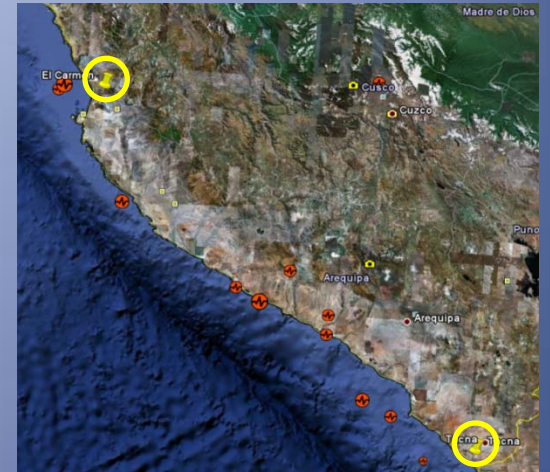 Madre de Dios
El Carmen
Cusco
Cuzco
Puno
Arequipa
Arequipa
Tacna
Tacna